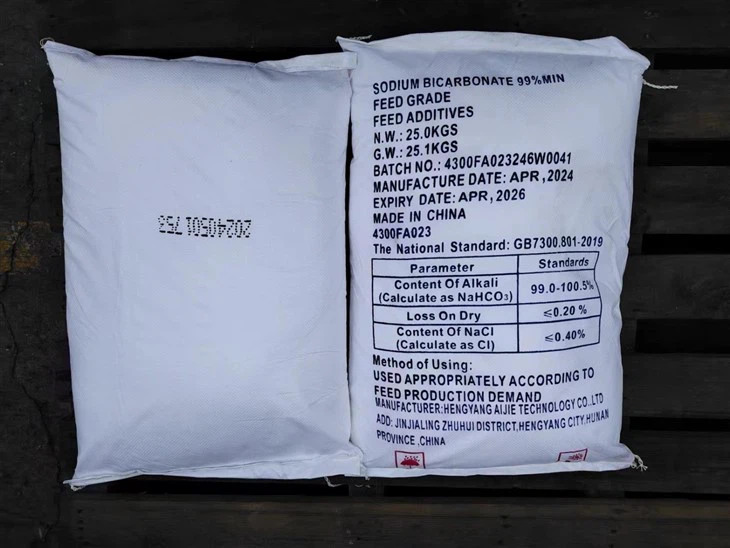 20240501 753
SODIUM BICARBONATE 99%MIN
FEED GRADE
FEED ADDITIVES
N.W.: 25.0KGS
G.W.: 25.1KGS
BATCH NO.: 4300FA023246W0041
MANUFACTURE DATE: APR, 2024
EXPIRY DATE: APR, 2026
MADE IN CHINA
4300FA023
The National Standard: GB7300.801-2019
Parameter Standards
Content Of Alkali
(Calculate as NaHCO₃) 99.0-100.5%
Loss On Dry ≤0.20 %
Content Of NaCl
(Calculate as Cl) ≤0.40%
Method of Using:
USED APPROPRIATELY ACCORDING TO
FEED PRODUCTION DEMAND
MANUFACTURER:HENGYANG AIJIE TECHNOLOGY CO.,LTD
ADD: JINJIALING ZHUHUI DISTRICT,HENGYANG CITY,HUNAN
PROVINCE ,CHINA